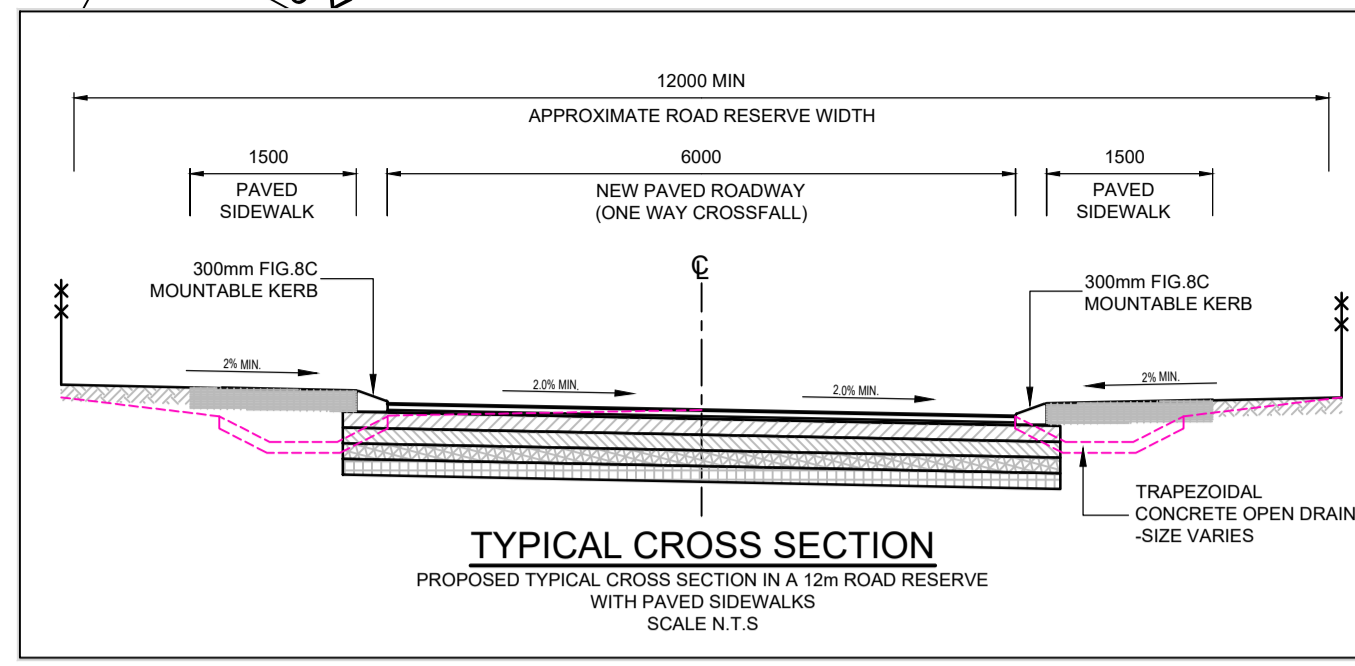 12000 MIN
APPROXIMATE ROAD RESERVE WIDTH
1500
PAVED
SIDEWALK
6000
NEW PAVED ROADWAY
(ONE WAY CROSSFALL)
1500
PAVED
SIDEWALK
300mm FIG.8C
MOUNTABLE KERB
℄
300mm FIG.8C
MOUNTABLE KERB
2% MIN.
2.0% MIN.
2.0% MIN.
2% MIN.
TRAPEZOIDAL
CONCRETE OPEN DRAIN
-SIZE VARIES
TYPICAL CROSS SECTION
PROPOSED TYPICAL CROSS SECTION IN A 12m ROAD RESERVE
WITH PAVED SIDEWALKS
SCALE N.T.S